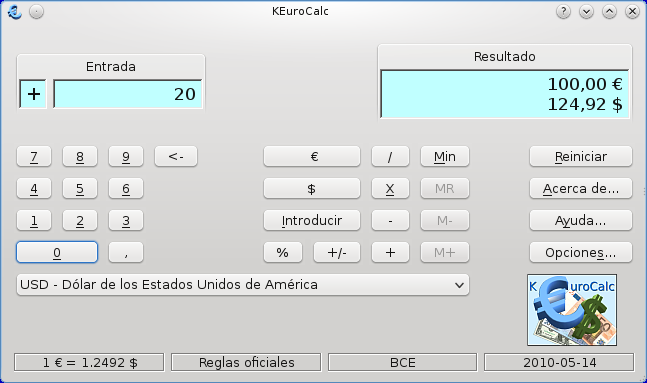 KEuroCalc
Entrada
+ 20
Resultado
100,00 €
124,92 $
7 8 9 <- € / Min Reiniciar
4 5 6 $ X MR Acerca de...
1 2 3 Introducir - M- Ayuda...
0 , % +/- + M+ Opciones...
USD - Dólar de los Estados Unidos de América
KEuroCalc
1 € = 1.2492 $ Reglas oficiales BCE 2010-05-14